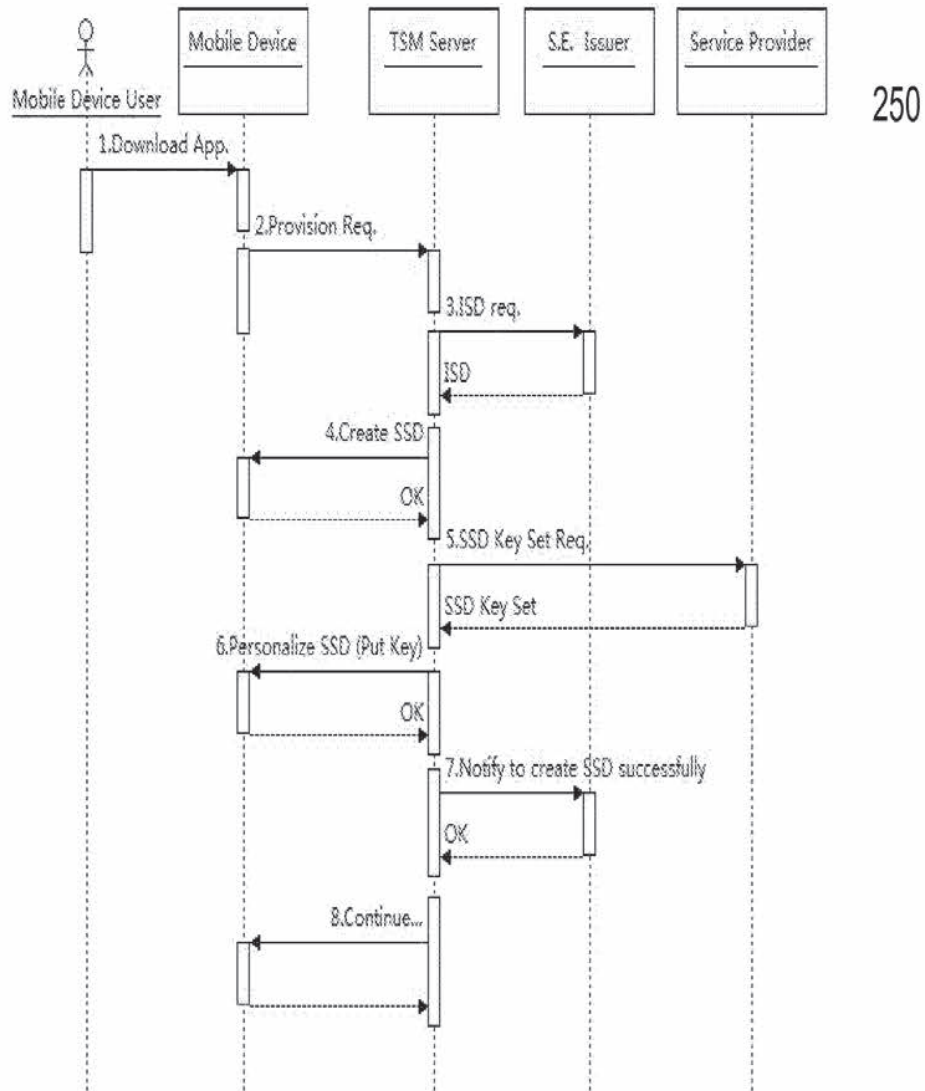 Mobile Device
TSM Server
S.E. Issuer
Service Provider
Mobile Device User
250
1.Download App.
2.Provision Req.
3.ISD req.
ISD
4.Create SSD
OK
5.SSD Key Set Req.
SSD Key Set
6.Personalize SSD (Put Key)
OK
7.Notify to create SSD successfully
OK
8.Continue...